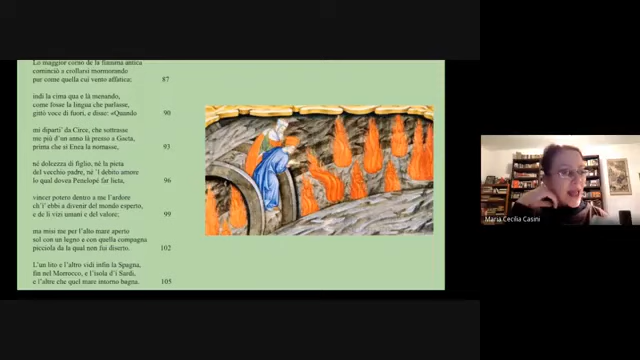 Lo maggior corno de la fiamma antica
cominciò a crollarsi mormorando
pur come quella cui vento affatica: 87
indi la cima qua e là menando,
come fosse la lingua che parlasse,
gittò voce di fuori, e disse: «Quando 90
mi diparti' da Circe, che sottrasse
me più d'un anno là presso a Gaeta,
prima che sì Enea la nomasse, 93
né dolcezza di figlio, né la pieta
del vecchio padre, né 'l debito amore
lo qual dovea Penelopé far lieta, 96
vincer potero dentro a me l'ardore
ch'i' ebbi a divenir del mondo esperto,
e de li vizi umani e del valore; 99
ma misi me per l'alto mare aperto
sol con un legno e con quella compagna
picciola da la qual non fui diserto. 102
L'un lito e l'altro vidi infin la Spagna,
fin nel Morrocco, e l'isola d'i Sardi,
e l'altre che quel mare intorno bagna. 105
Maria Cecilia Casini